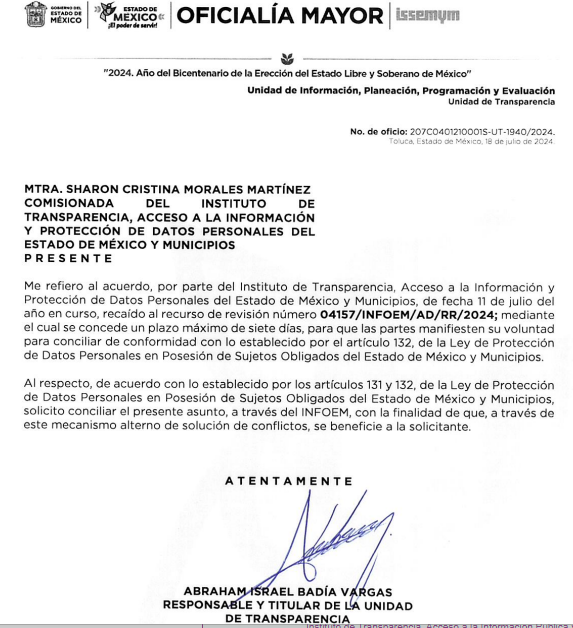 GOBIERNO DEL
ESTADO DE
MÉXICO
ESTADO DE
MÉXICO
¡El poder de servir!
OFICIALÍA MAYOR
issemym
"2024. Año del Bicentenario de la Erección del Estado Libre y Soberano de México"
Unidad de Información, Planeación, Programación y Evaluación
Unidad de Transparencia
No. de oficio: 207C0401210001S-UT-1940/2024.
Toluca, Estado de México, 18 de julio de 2024.
MTRA. SHARON CRISTINA MORALES MARTÍNEZ
COMISIONADA DEL INSTITUTO DE
TRANSPARENCIA, ACCESO A LA INFORMACIÓN
Y PROTECCIÓN DE DATOS PERSONALES DEL
ESTADO DE MÉXICO Y MUNICIPIOS
P R E S E N T E
Me refiero al acuerdo, por parte del Instituto de Transparencia, Acceso a la Información y
Protección de Datos Personales del Estado de México y Municipios, de fecha 11 de julio del
año en curso, recaído al recurso de revisión número 04157/INFOEM/AD/RR/2024; mediante
el cual se concede un plazo máximo de siete días, para que las partes manifiesten su voluntad
para conciliar de conformidad con lo establecido por el artículo 132, de la Ley de Protección
de Datos Personales en Posesión de Sujetos Obligados del Estado de México y Municipios.
Al respecto, de acuerdo con lo establecido por los artículos 131 y 132, de la Ley de Protección
de Datos Personales en Posesión de Sujetos Obligados del Estado de México y Municipios,
solicito conciliar el presente asunto, a través del INFOEM, con la finalidad de que, a través de
este mecanismo alterno de solución de conflictos, se beneficie a la solicitante.
A T E N T A M E N T E
ABRAHAM ISRAEL BADÍA VARGAS
RESPONSABLE Y TITULAR DE LA UNIDAD
DE TRANSPARENCIA
Instituto de Transparencia, Acceso a la Información Pública